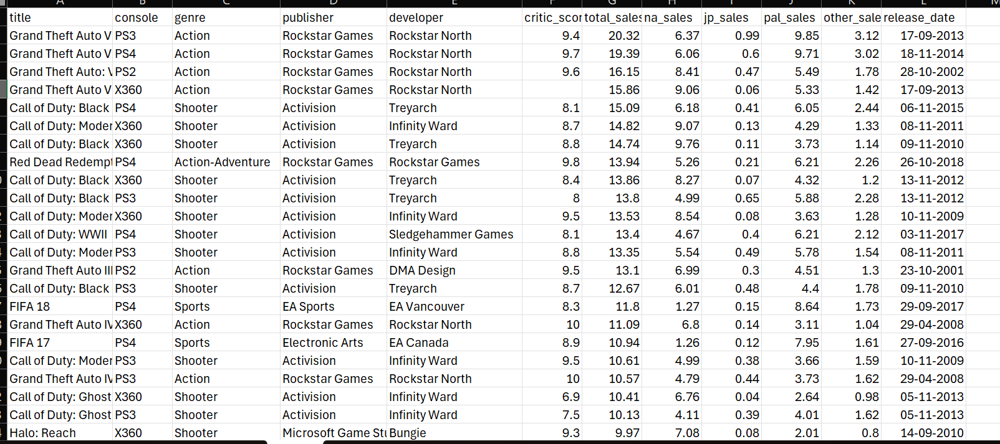 A B C D E F G H I J K L M
title console genre publisher developer critic_scor total_sales na_sales jp_sales pal_sales other_sale release_date
Grand Theft Auto V PS3 Action Rockstar Games Rockstar North 9.4 20.32 6.37 0.99 9.85 3.12 17-09-2013
Grand Theft Auto V PS4 Action Rockstar Games Rockstar North 9.7 19.39 6.06 0.6 9.71 3.02 18-11-2014
Grand Theft Auto: V PS2 Action Rockstar Games Rockstar North 9.6 16.15 8.41 0.47 5.49 1.78 28-10-2002
Grand Theft Auto V X360 Action Rockstar Games Rockstar North 15.86 9.06 0.06 5.33 1.42 17-09-2013
Call of Duty: Black PS4 Shooter Activision Treyarch 8.1 15.09 6.18 0.41 6.05 2.44 06-11-2015
Call of Duty: Moder X360 Shooter Activision Infinity Ward 8.7 14.82 9.07 0.13 4.29 1.33 08-11-2011
Call of Duty: Black X360 Shooter Activision Treyarch 8.8 14.74 9.76 0.11 3.73 1.14 09-11-2010
Red Dead Redempt PS4 Action-Adventure Rockstar Games Rockstar Games 9.8 13.94 5.26 0.21 6.21 2.26 26-10-2018
Call of Duty: Black X360 Shooter Activision Treyarch 8.4 13.86 8.27 0.07 4.32 1.2 13-11-2012
Call of Duty: Black PS3 Shooter Activision Treyarch 8 13.8 4.99 0.65 5.88 2.28 13-11-2012
Call of Duty: Moder X360 Shooter Activision Infinity Ward 9.5 13.53 8.54 0.08 3.63 1.28 10-11-2009
Call of Duty: WWII PS4 Shooter Activision Sledgehammer Games 8.1 13.4 4.67 0.4 6.21 2.12 03-11-2017
Call of Duty: Moder PS3 Shooter Activision Infinity Ward 8.8 13.35 5.54 0.49 5.78 1.54 08-11-2011
Grand Theft Auto III PS2 Action Rockstar Games DMA Design 9.5 13.1 6.99 0.3 4.51 1.3 23-10-2001
Call of Duty: Black PS3 Shooter Activision Treyarch 8.7 12.67 6.01 0.48 4.4 1.78 09-11-2010
FIFA 18 PS4 Sports EA Sports EA Vancouver 8.3 11.8 1.27 0.15 8.64 1.73 29-09-2017
Grand Theft Auto IV X360 Action Rockstar Games Rockstar North 10 11.09 6.8 0.14 3.11 1.04 29-04-2008
FIFA 17 PS4 Sports Electronic Arts EA Canada 8.9 10.94 1.26 0.12 7.95 1.61 27-09-2016
Call of Duty: Moder PS3 Shooter Activision Infinity Ward 9.5 10.61 4.99 0.38 3.66 1.59 10-11-2009
Grand Theft Auto IV PS3 Action Rockstar Games Rockstar North 10 10.57 4.79 0.44 3.73 1.62 29-04-2008
Call of Duty: Ghost X360 Shooter Activision Infinity Ward 6.9 10.41 6.76 0.04 2.64 0.98 05-11-2013
Call of Duty: Ghost PS3 Shooter Activision Infinity Ward 7.5 10.13 4.11 0.39 4.01 1.62 05-11-2013
Halo: Reach X360 Shooter Microsoft Game Stu Bungie 9.3 9.97 7.08 0.08 2.01 0.8 14-09-2010